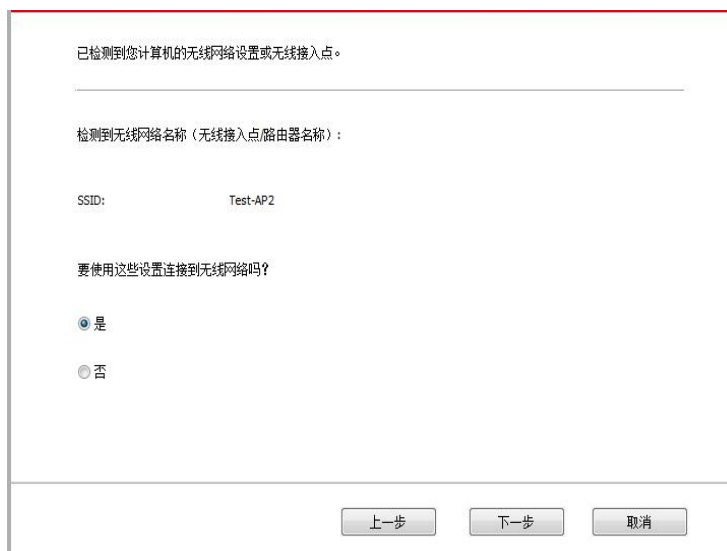 已检测到您计算机的无线网络设置或无线接入点。
检测到无线网络名称（无线接入点/路由器名称）：
SSID: Test-AP2
要使用这些设置连接到无线网络吗？
是
否
上一步 下一步 取消